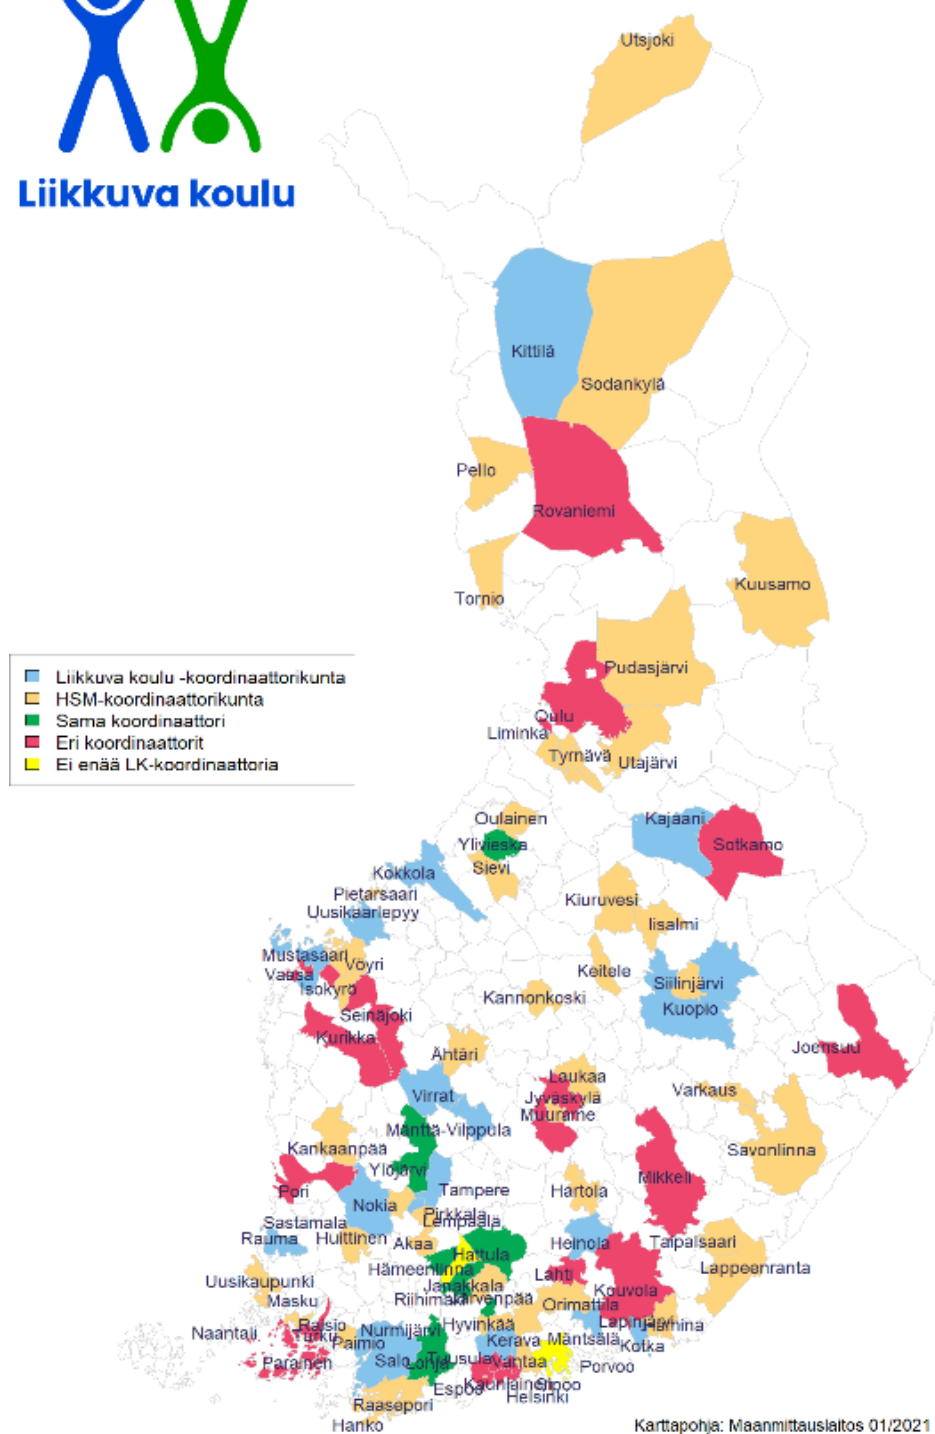 Liikkuva koulu
Utsjoki
Kittilä
Sodankylä
Pello
Rovaniemi
Kuusamo
Tornio
Pudasjärvi
Liikkuva koulu -koordinaattorikunta
HSM-koordinaattorikunta
Sama koordinaattori
Eri koordinaattorit
Ei enää LK-koordinaattoria
Oulu
Liminka
Tyrnävä
Utajärvi
Oulainen
Kajaani
Ylivieska
Sotkamo
Sievi
Kokkola
Pietarsaari
Kiuruvesi
Uusikaarlepyy
Iisalmi
Mustasaari
Vöyri
Vaasa
Keitele
Siilinjärvi
Isokyrö
Kannonkoski
Kuopio
Seinäjoki
Kurikka
Joensuu
Ähtäri
Laukaa
Varkaus
Virrat
Jyväskylä
Muurame
Mänttä-Vilppula
Kankaanpää
Savonlinna
Ylöjärvi
Mikkeli
Pori
Tampere
Hartola
Nokia
Pirkkala
Sastamala
Lempäälä
Rauma
Huittinen
Akaa
Heinola
Taipalsaari
Hattula
Hämeenlinna
Lappeenranta
Lahti
Uusikaupunki
Janakkala
Kouvola
Masku
Riihimäki
Järvenpää
Orimattila
Lapinjärvi
Hamina
Raisio
Hyvinkää
Naantali
Turku
Nurmijärvi
Paimio
Kerava
Mäntsälä
Kotka
Parainen
Salo
Lohja
Tuusula
Vantaa
Porvoo
Espoo
Kauniainen
Sipoo
Raasepori
Helsinki
Hanko
Karttapohja: Maanmittauslaitos 01/2021